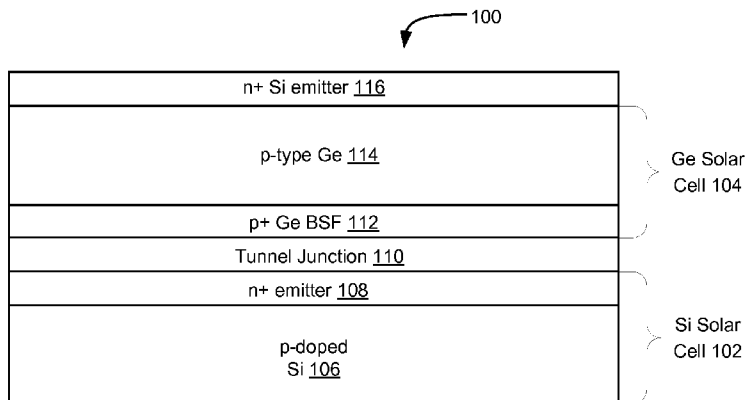 100
n+ Si emitter 116
p-type Ge 114
Ge Solar
Cell 104
p+ Ge BSF 112
Tunnel Junction 110
n+ emitter 108
Si Solar
Cell 102
p-doped
Si 106